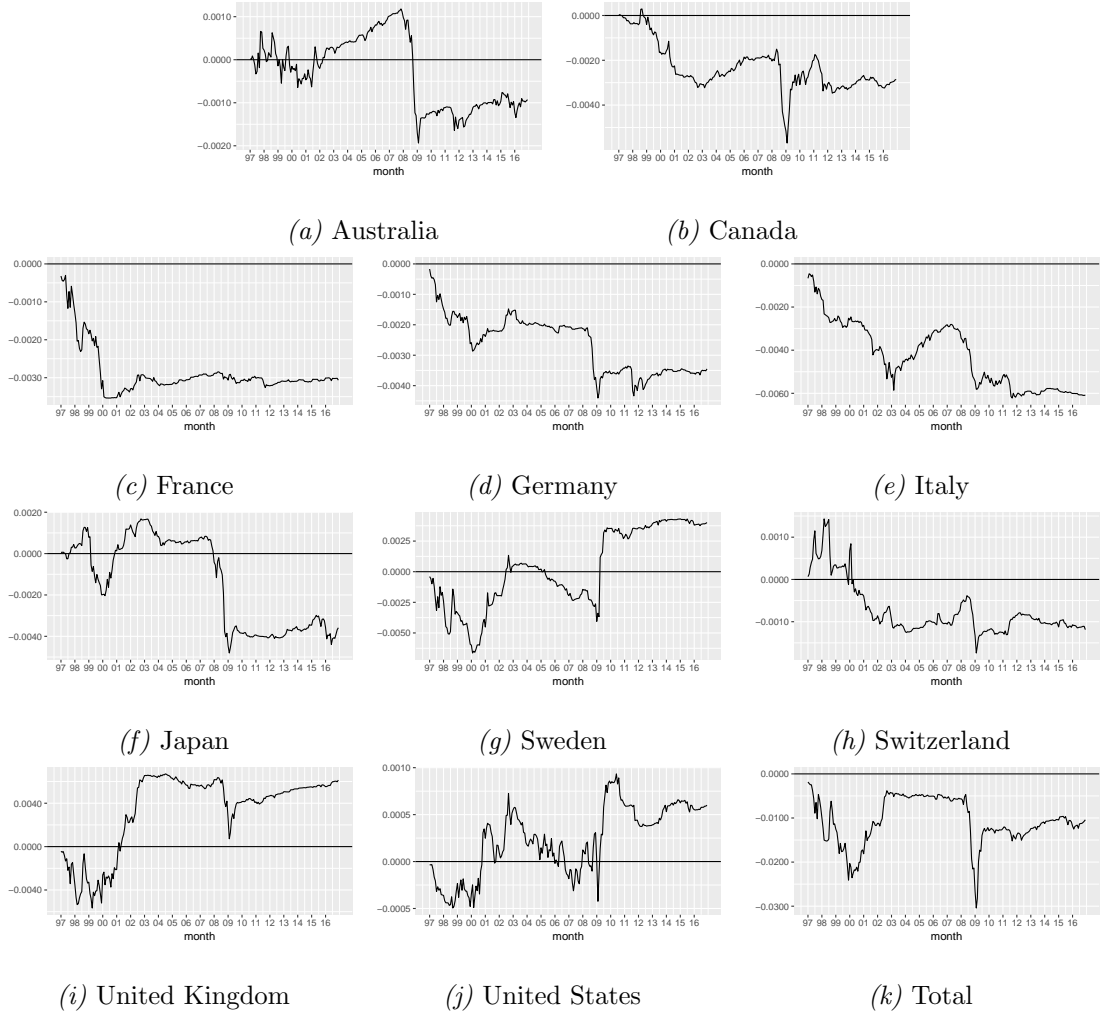 0.0010
0.0000
−0.0010
−0.0020
97 98 99 00 01 02 03 04 05 06 07 08 09 10 11 12 13 14 15 16
month
0.0000
−0.0020
−0.0040
97 98 99 00 01 02 03 04 05 06 07 08 09 10 11 12 13 14 15 16
month
(a) Australia
(b) Canada
0.0000
−0.0010
−0.0020
−0.0030
97 98 99 00 01 02 03 04 05 06 07 08 09 10 11 12 13 14 15 16
month
0.0000
−0.0010
−0.0020
−0.0030
−0.0040
97 98 99 00 01 02 03 04 05 06 07 08 09 10 11 12 13 14 15 16
month
0.0000
−0.0020
−0.0040
−0.0060
97 98 99 00 01 02 03 04 05 06 07 08 09 10 11 12 13 14 15 16
month
(c) France
(d) Germany
(e) Italy
0.0020
0.0000
−0.0020
−0.0040
97 98 99 00 01 02 03 04 05 06 07 08 09 10 11 12 13 14 15 16
month
0.0025
0.0000
−0.0025
−0.0050
97 98 99 00 01 02 03 04 05 06 07 08 09 10 11 12 13 14 15 16
month
0.0010
0.0000
−0.0010
97 98 99 00 01 02 03 04 05 06 07 08 09 10 11 12 13 14 15 16
month
(f) Japan
(g) Sweden
(h) Switzerland
0.0040
0.0000
−0.0040
97 98 99 00 01 02 03 04 05 06 07 08 09 10 11 12 13 14 15 16
month
0.0010
0.0005
0.0000
−0.0005
97 98 99 00 01 02 03 04 05 06 07 08 09 10 11 12 13 14 15 16
month
0.0000
−0.0100
−0.0200
−0.0300
97 98 99 00 01 02 03 04 05 06 07 08 09 10 11 12 13 14 15 16
month
(i) United Kingdom
(j) United States
(k) Total